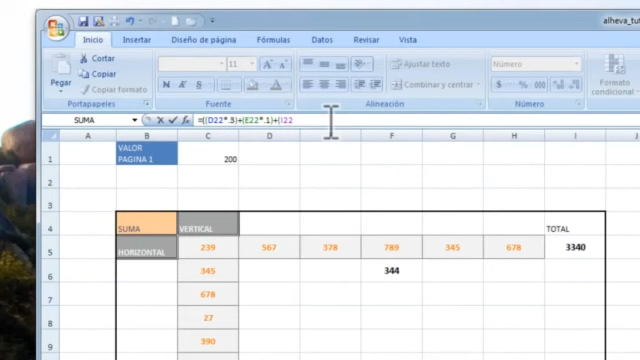 alheva_tu
Inicio Insertar Diseño de página Fórmulas Datos Revisar Vista
Cortar
Copiar
Copiar formato
Pegar
Portapapeles
11
N K S
Fuente
Ajustar texto
Combinar y centrar
Alineación
Número
$ % 000
Número
Formato
condicional
SUMA =((D22*.3)+(E22*.1)+(I22
A B C D E F G H I J
1 VALOR
PAGINA 1 200
2
3
4 SUMA VERTICAL TOTAL
5 HORIZONTAL 239 567 378 789 345 678 3340
6 345 344
7 678
8 27
9 390